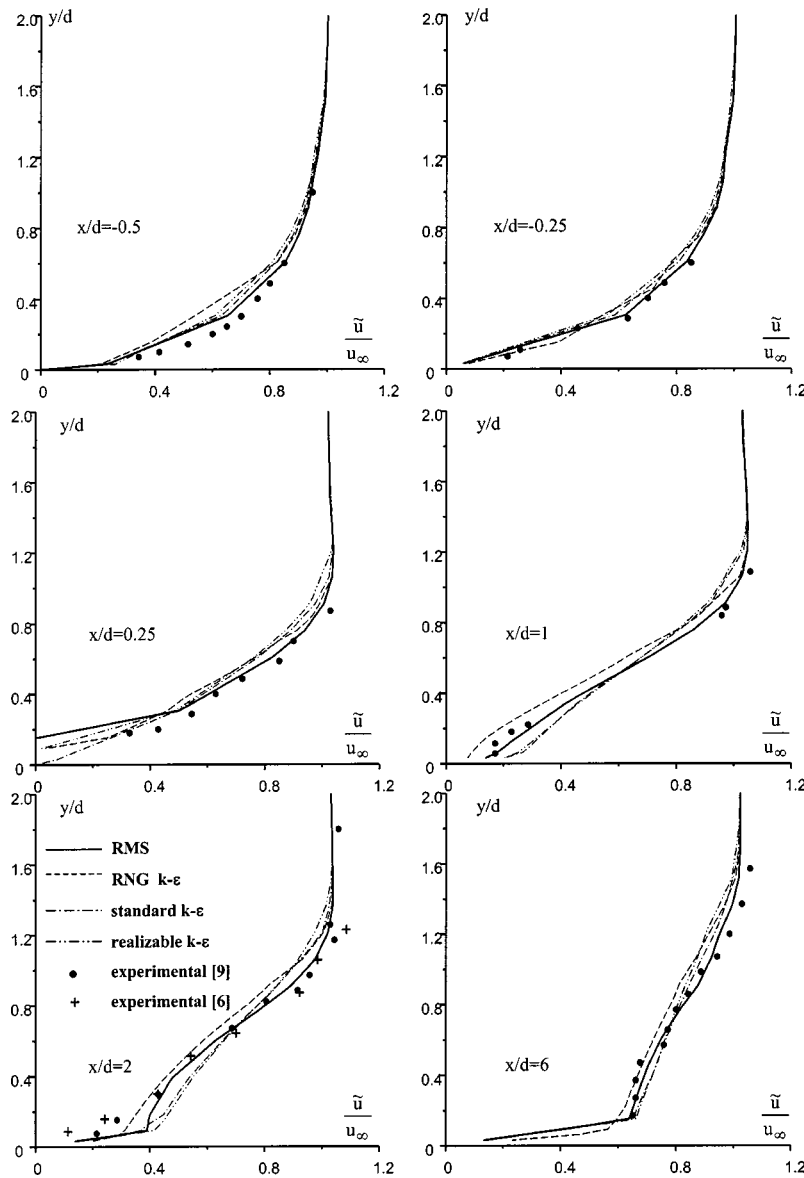 2.0 y/d
1.6
1.2
0.8
x/d=-0.5
0.4
ũ
u∞
0.0
0 0.4 0.8 1.2
2.0 y/d
1.6
1.2
0.8
x/d=-0.25
0.4
ũ
u∞
0.0
0 0.4 0.8 1.2
2.0 y/d
1.6
1.2
0.8
x/d=0.25
0.4
ũ
u∞
0.0
0 0.4 0.8 1.2
2.0 y/d
1.6
1.2
0.8
x/d=1
0.4
ũ
u∞
0.0
0 0.4 0.8 1.2
2.0 y/d
RMS
1.6
RNG k-ε
standard k-ε
1.2
realizable k-ε
experimental [9]
0.8
experimental [6]
x/d=2
0.4
ũ
u∞
0.0
0 0.4 0.8 1.2
2.0 y/d
1.6
1.2
0.8
x/d=6
0.4
ũ
u∞
0.0
0 0.4 0.8 1.2